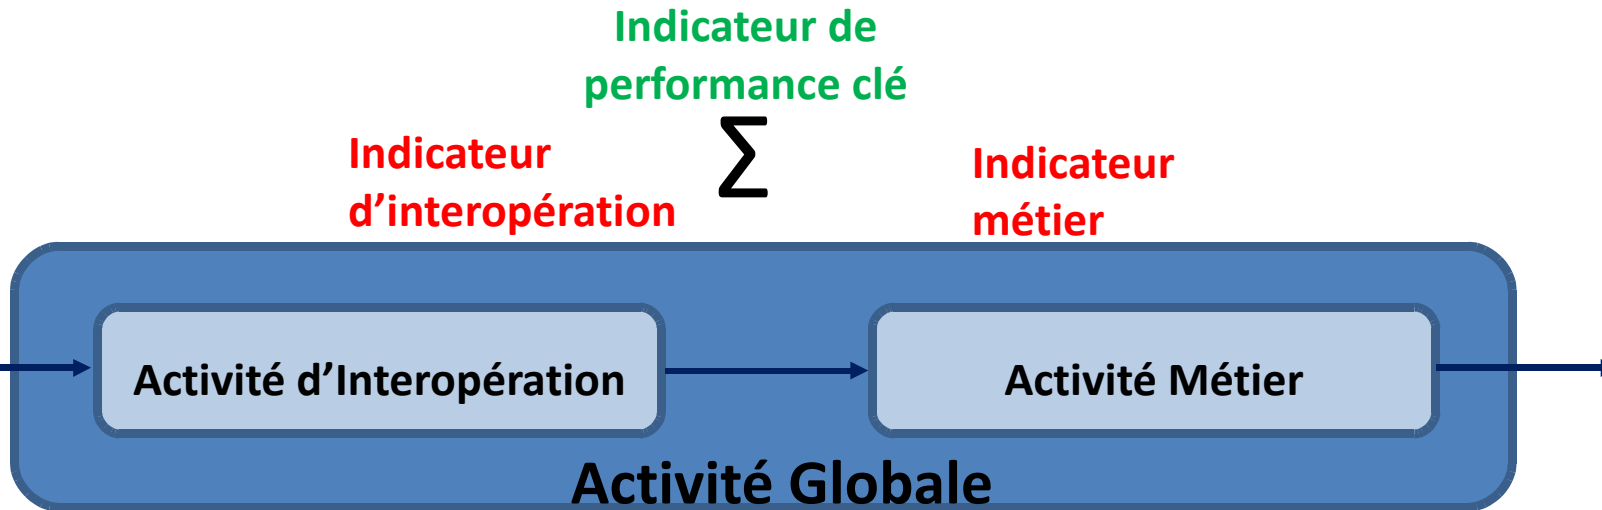 Indicateur de
performance clé
Σ
Indicateur
d’interopération
Indicateur
métier
Activité d’Interopération
Activité Métier
Activité Globale